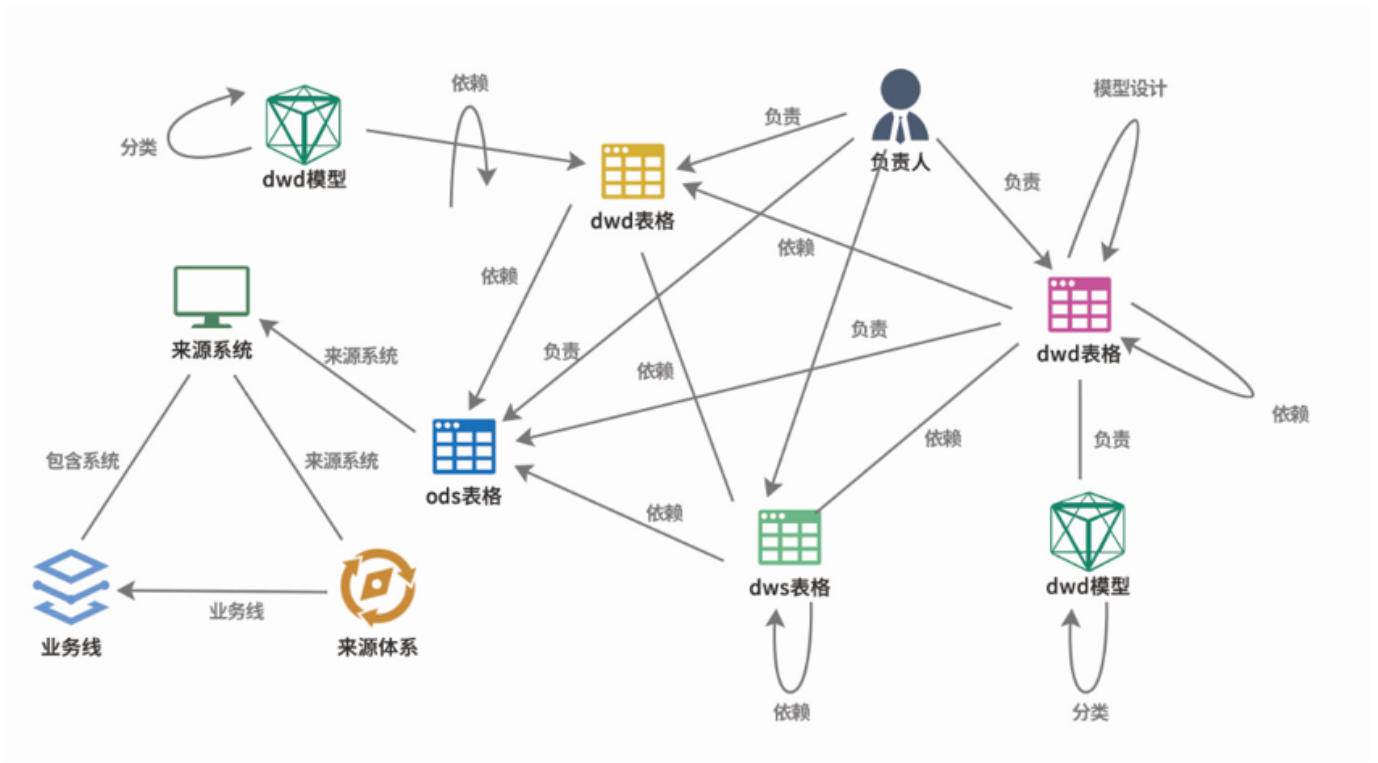 依赖
模型设计
负责
分类
dwd模型
负责人
负责
dwd表格
依赖
依赖
来源系统
来源系统
负责
依赖
负责
dwd表格
依赖
包含系统
来源系统
ods表格
依赖
负责
依赖
业务线
业务线
来源体系
dws表格
dwd模型
依赖
分类